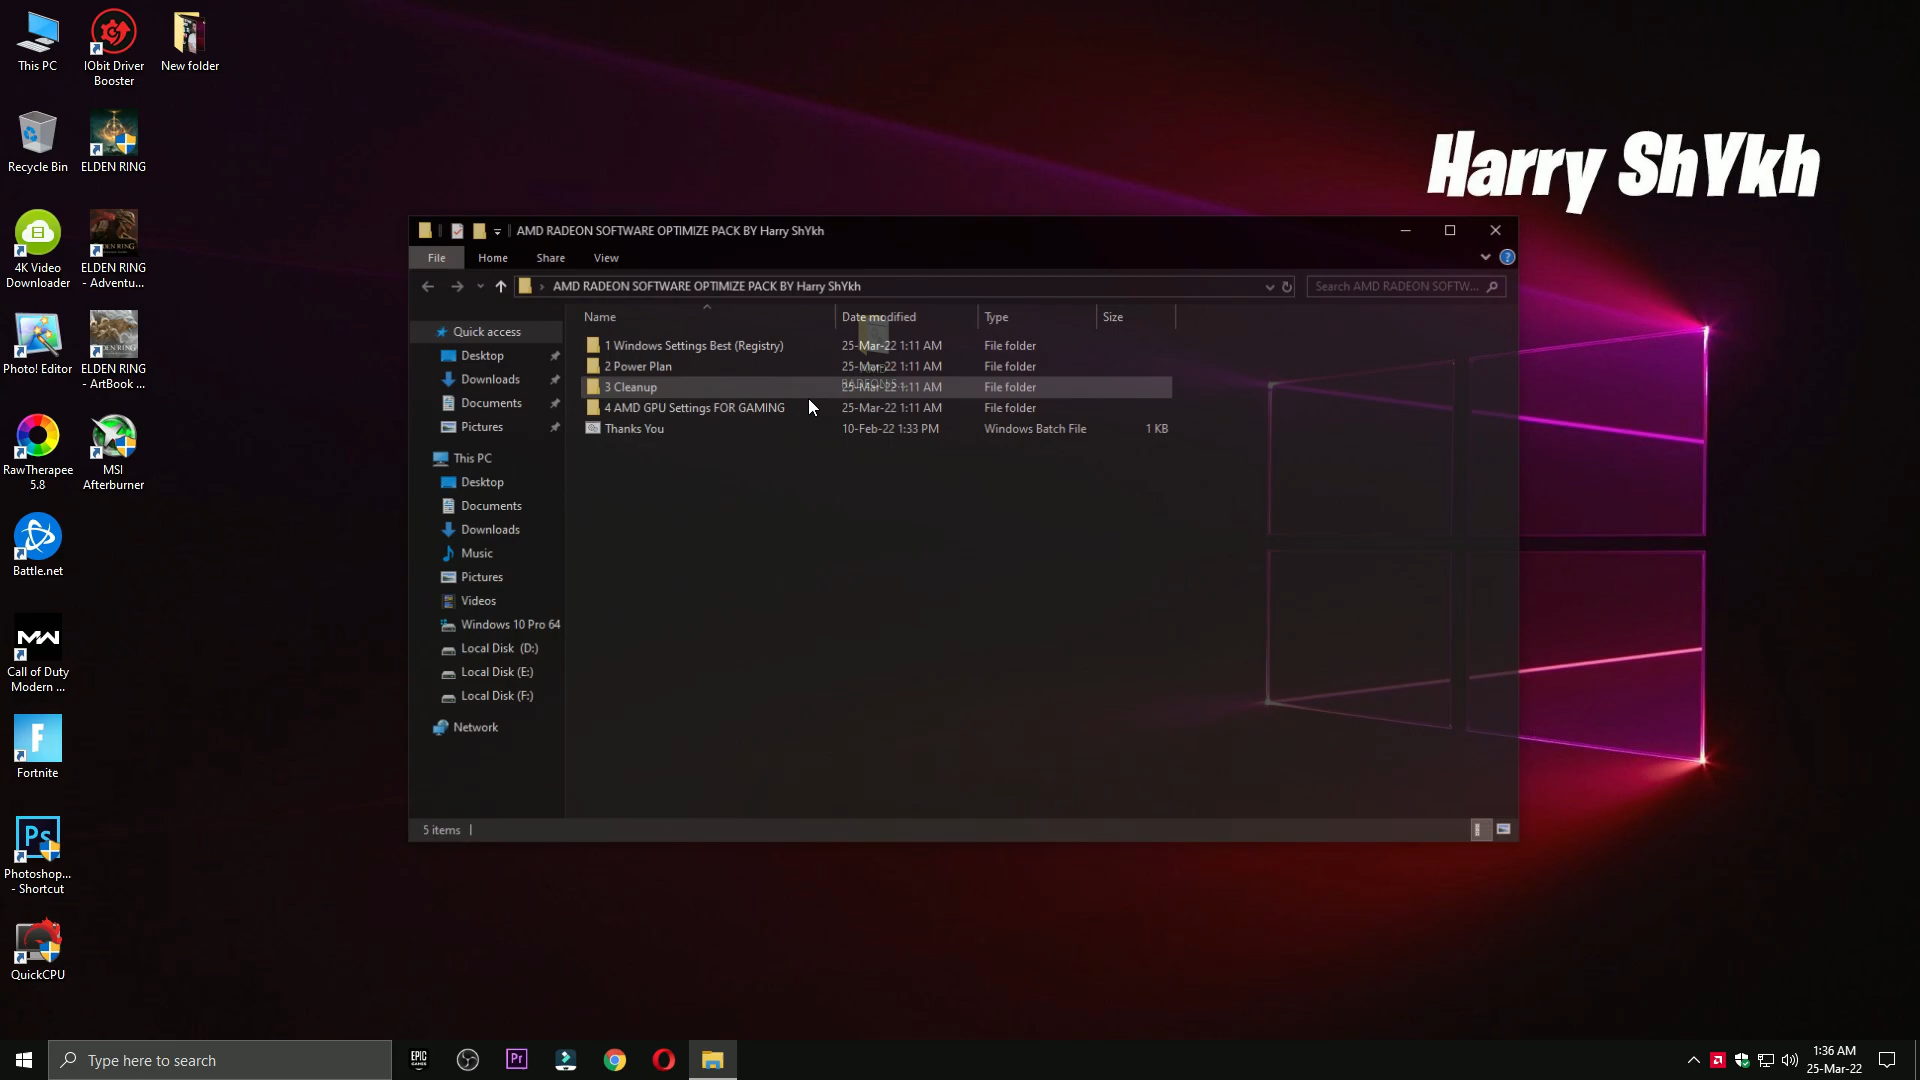 This PC
IObit Driver
Booster
New folder
Recycle Bin
ELDEN RING
4K Video
Downloader
ELDEN RING
- Adventu...
Photo! Editor
ELDEN RING
- ArtBook ...
RawTherapee
5.8
MSI
Afterburner
Battle.net
Call of Duty
Modern ...
Fortnite
Photoshop...
- Shortcut
QuickCPU
Harry ShYkh
AMD RADEON SOFTWARE OPTIMIZE PACK BY Harry ShYkh
File Home Share View
AMD RADEON SOFTWARE OPTIMIZE PACK BY Harry ShYkh
Search AMD RADEON SOFTW...
Name Date modified Type Size
1 Windows Settings Best (Registry) 25-Mar-22 1:11 AM File folder
2 Power Plan 25-Mar-22 1:11 AM File folder
3 Cleanup 25-Mar-22 1:11 AM File folder
4 AMD GPU Settings FOR GAMING 25-Mar-22 1:11 AM File folder
Thanks You 10-Feb-22 1:33 PM Windows Batch File 1 KB
Quick access
Desktop
Downloads
Documents
Pictures
This PC
Desktop
Documents
Downloads
Music
Pictures
Videos
Windows 10 Pro 64
Local Disk (D:)
Local Disk (E:)
Local Disk (F:)
Network
5 items
Type here to search
EPIC
GAMES
Pr
1:36 AM
25-Mar-22